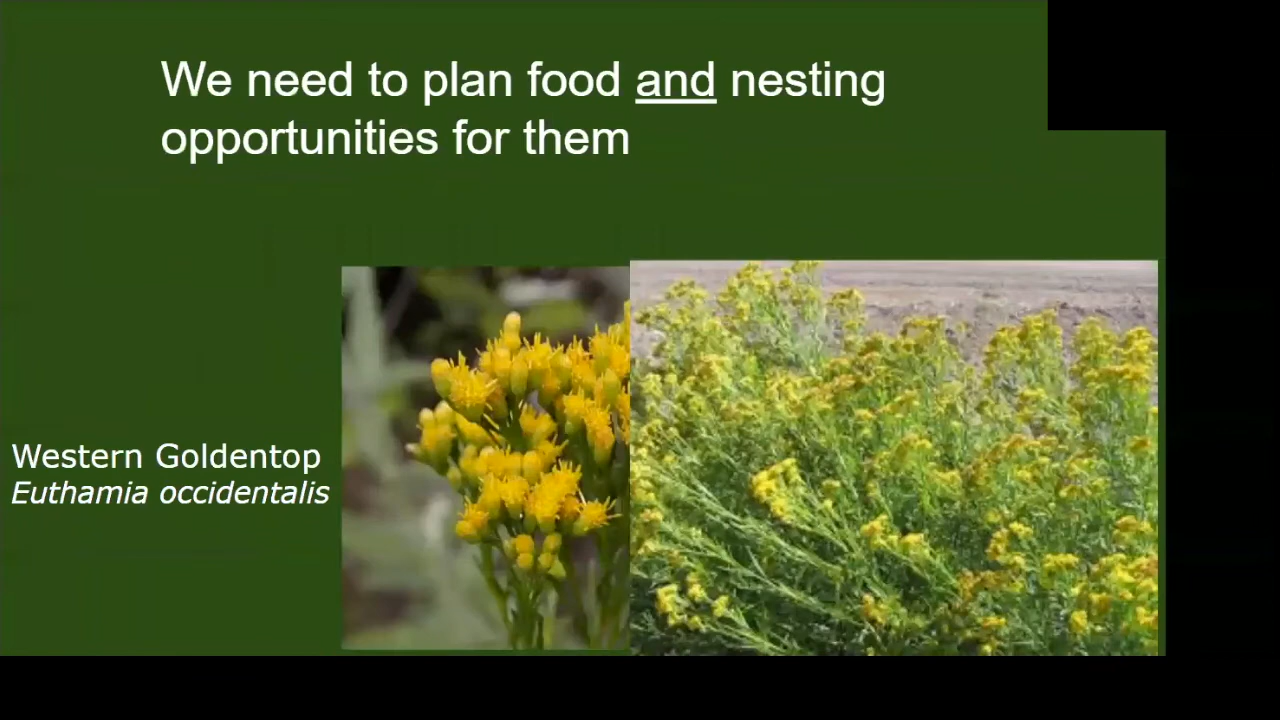 We need to plan food and nesting
opportunities for them
Western Goldentop
Euthamia occidentalis